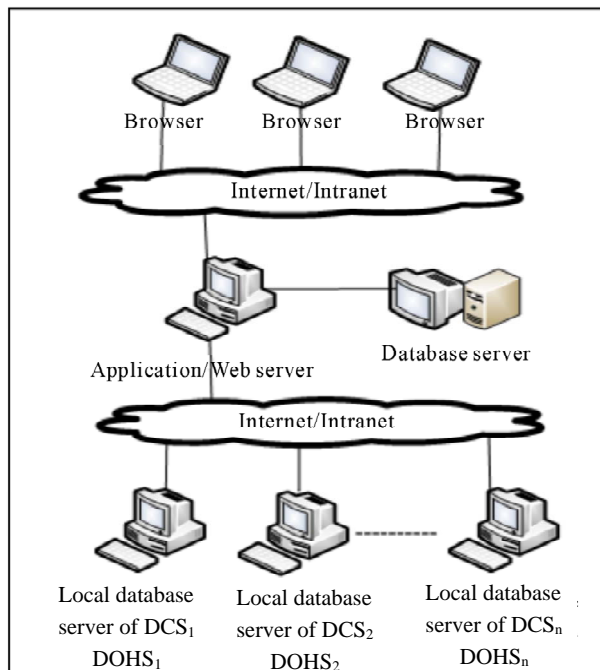 Browser Browser Browser
Internet/Intranet
Application/Web server
Database server
Internet/Intranet
Local database
server of DCS₁
DOHS₁
Local database
server of DCS₂
DOHS₂
Local database
server of DCSₙ
DOHSₙ